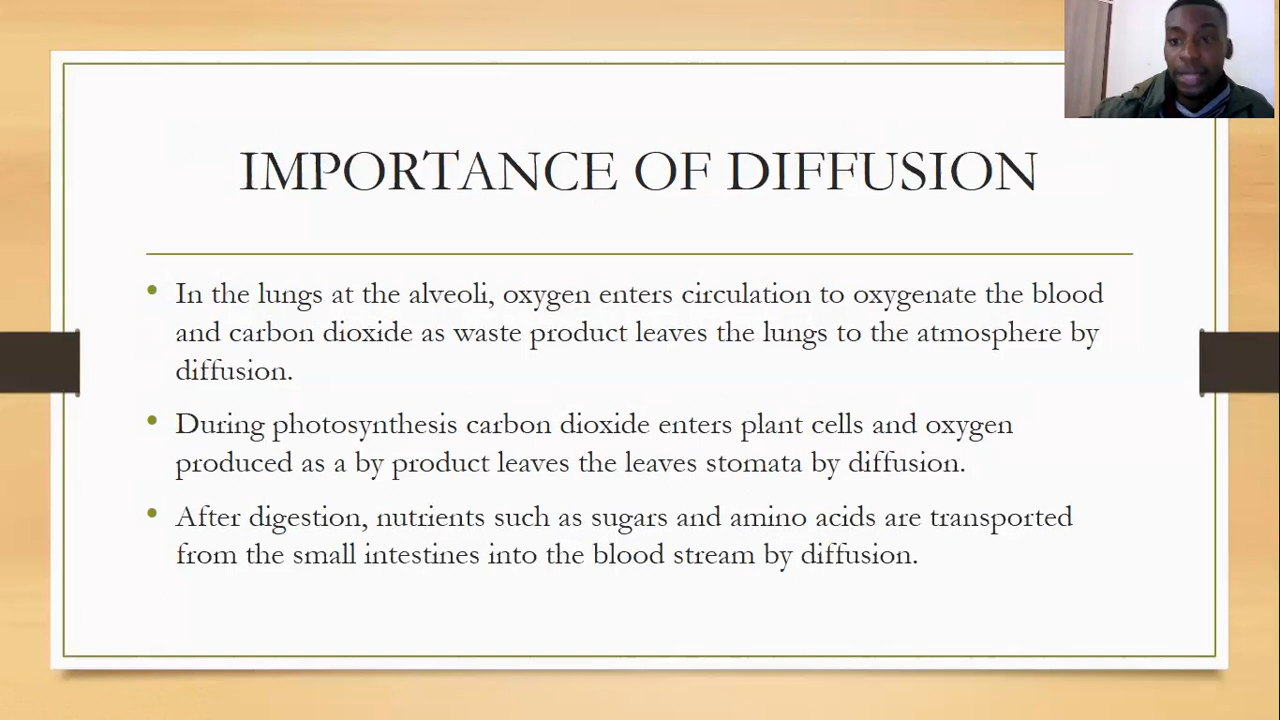 IMPORTANCE OF DIFFUSION
In the lungs at the alveoli, oxygen enters circulation to oxygenate the blood
and carbon dioxide as waste product leaves the lungs to the atmosphere by
diffusion.
During photosynthesis carbon dioxide enters plant cells and oxygen
produced as a by product leaves the leaves stomata by diffusion.
After digestion, nutrients such as sugars and amino acids are transported
from the small intestines into the blood stream by diffusion.